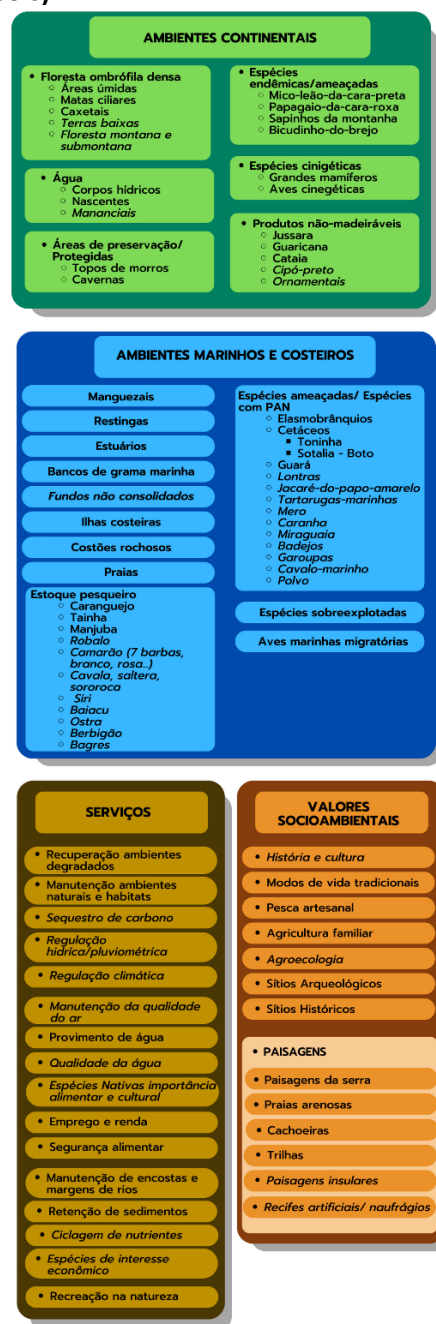 AMBIENTES CONTINENTAIS
• Floresta ombrófila densa
○ Áreas úmidas
○ Matas ciliares
○ Caxetais
○ Terras baixas
○ Floresta montana e
submontana
• Água
○ Corpos hídricos
○ Nascentes
○ Mananciais
• Áreas de preservação/
Protegidas
○ Topos de morros
○ Cavernas
• Espécies
endêmicas/ameaçadas
○ Mico-leão-da-cara-preta
○ Papagaio-da-cara-roxa
○ Sapinhos da montanha
○ Bicudinho-do-brejo
• Espécies cinigéticas
○ Grandes mamíferos
○ Aves cinegéticas
• Produtos não-madeiráveis
○ Jussara
○ Guaricana
○ Cataia
○ Cipó-preto
○ Ornamentais
AMBIENTES MARINHOS E COSTEIROS
Manguezais
Restingas
Estuários
Bancos de grama marinha
Fundos não consolidados
Ilhas costeiras
Costões rochosos
Praias
Estoque pesqueiro
○ Caranguejo
○ Tainha
○ Manjuba
○ Robalo
○ Camarão (7 barbas,
branco, rosa...)
○ Cavala, saltera,
sororoca
○ Siri
○ Baiacu
○ Ostra
○ Berbigão
○ Bagres
Espécies ameaçadas/ Espécies
com PAN
○ Elasmobrânquios
○ Cetáceos
▪ Toninha
▪ Sotalia - Boto
○ Guará
○ Lontras
○ Jacaré-do-papo-amarelo
○ Tartarugas-marinhas
○ Mero
○ Caranha
○ Miraguaia
○ Badejos
○ Garoupas
○ Cavalo-marinho
○ Polvo
Espécies sobreexplotadas
Aves marinhas migratórias
SERVIÇOS
• Recuperação ambientes
degradados
• Manutenção ambientes
naturais e habitats
• Sequestro de carbono
• Regulação
hídrica/pluviométrica
• Regulação climática
• Manutenção da qualidade
do ar
• Provimento de água
• Qualidade da água
• Espécies Nativas importância
alimentar e cultural
• Emprego e renda
• Segurança alimentar
• Manutenção de encostas e
margens de rios
• Retenção de sedimentos
• Ciclagem de nutrientes
• Espécies de interesse
econômico
• Recreação na natureza
VALORES
SOCIOAMBIENTAIS
• História e cultura
• Modos de vida tradicionais
• Pesca artesanal
• Agricultura familiar
• Agroecologia
• Sítios Arqueológicos
• Sítios Históricos
• PAISAGENS
• Paisagens da serra
• Praias arenosas
• Cachoeiras
• Trilhas
• Paisagens insulares
• Recifes artificiais/ naufrágios